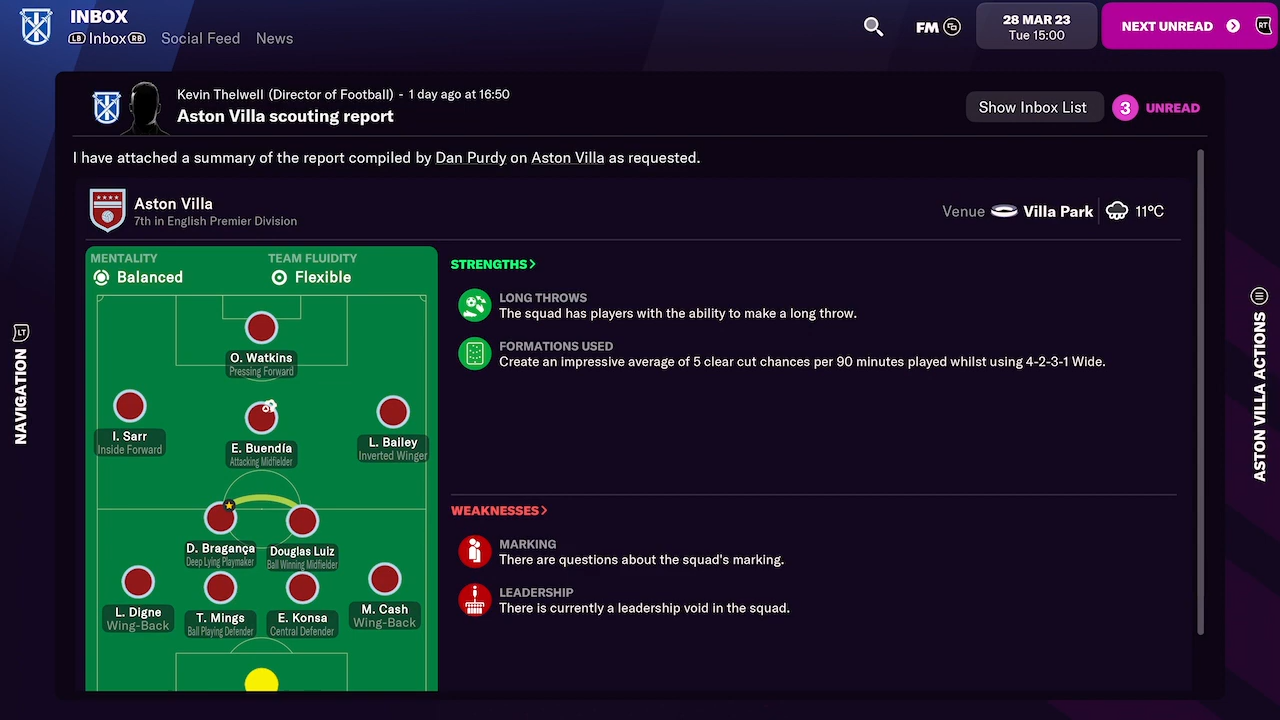 INBOX
LB Inbox RB Social Feed News
FM
28 MAR 23
Tue 15:00
NEXT UNREAD
RT
Kevin Thelwell (Director of Football) - 1 day ago at 16:50
Aston Villa scouting report
Show Inbox List
3 UNREAD
I have attached a summary of the report compiled by Dan Purdy on Aston Villa as requested.
Aston Villa
7th in English Premier Division
Venue Villa Park 11°C
MENTALITY
Balanced
TEAM FLUIDITY
Flexible
O. Watkins
Pressing Forward
I. Sarr
Inside Forward
E. Buendía
Attacking Midfielder
L. Bailey
Inverted Winger
D. Bragança
Deep Lying Playmaker
Douglas Luiz
Ball Winning Midfielder
L. Digne
Wing-Back
T. Mings
Ball Playing Defender
E. Konsa
Central Defender
M. Cash
Wing-Back
STRENGTHS
LONG THROWS
The squad has players with the ability to make a long throw.
FORMATIONS USED
Create an impressive average of 5 clear cut chances per 90 minutes played whilst using 4-2-3-1 Wide.
WEAKNESSES
MARKING
There are questions about the squad's marking.
LEADERSHIP
There is currently a leadership void in the squad.
LT
NAVIGATION
ASTON VILLA ACTIONS